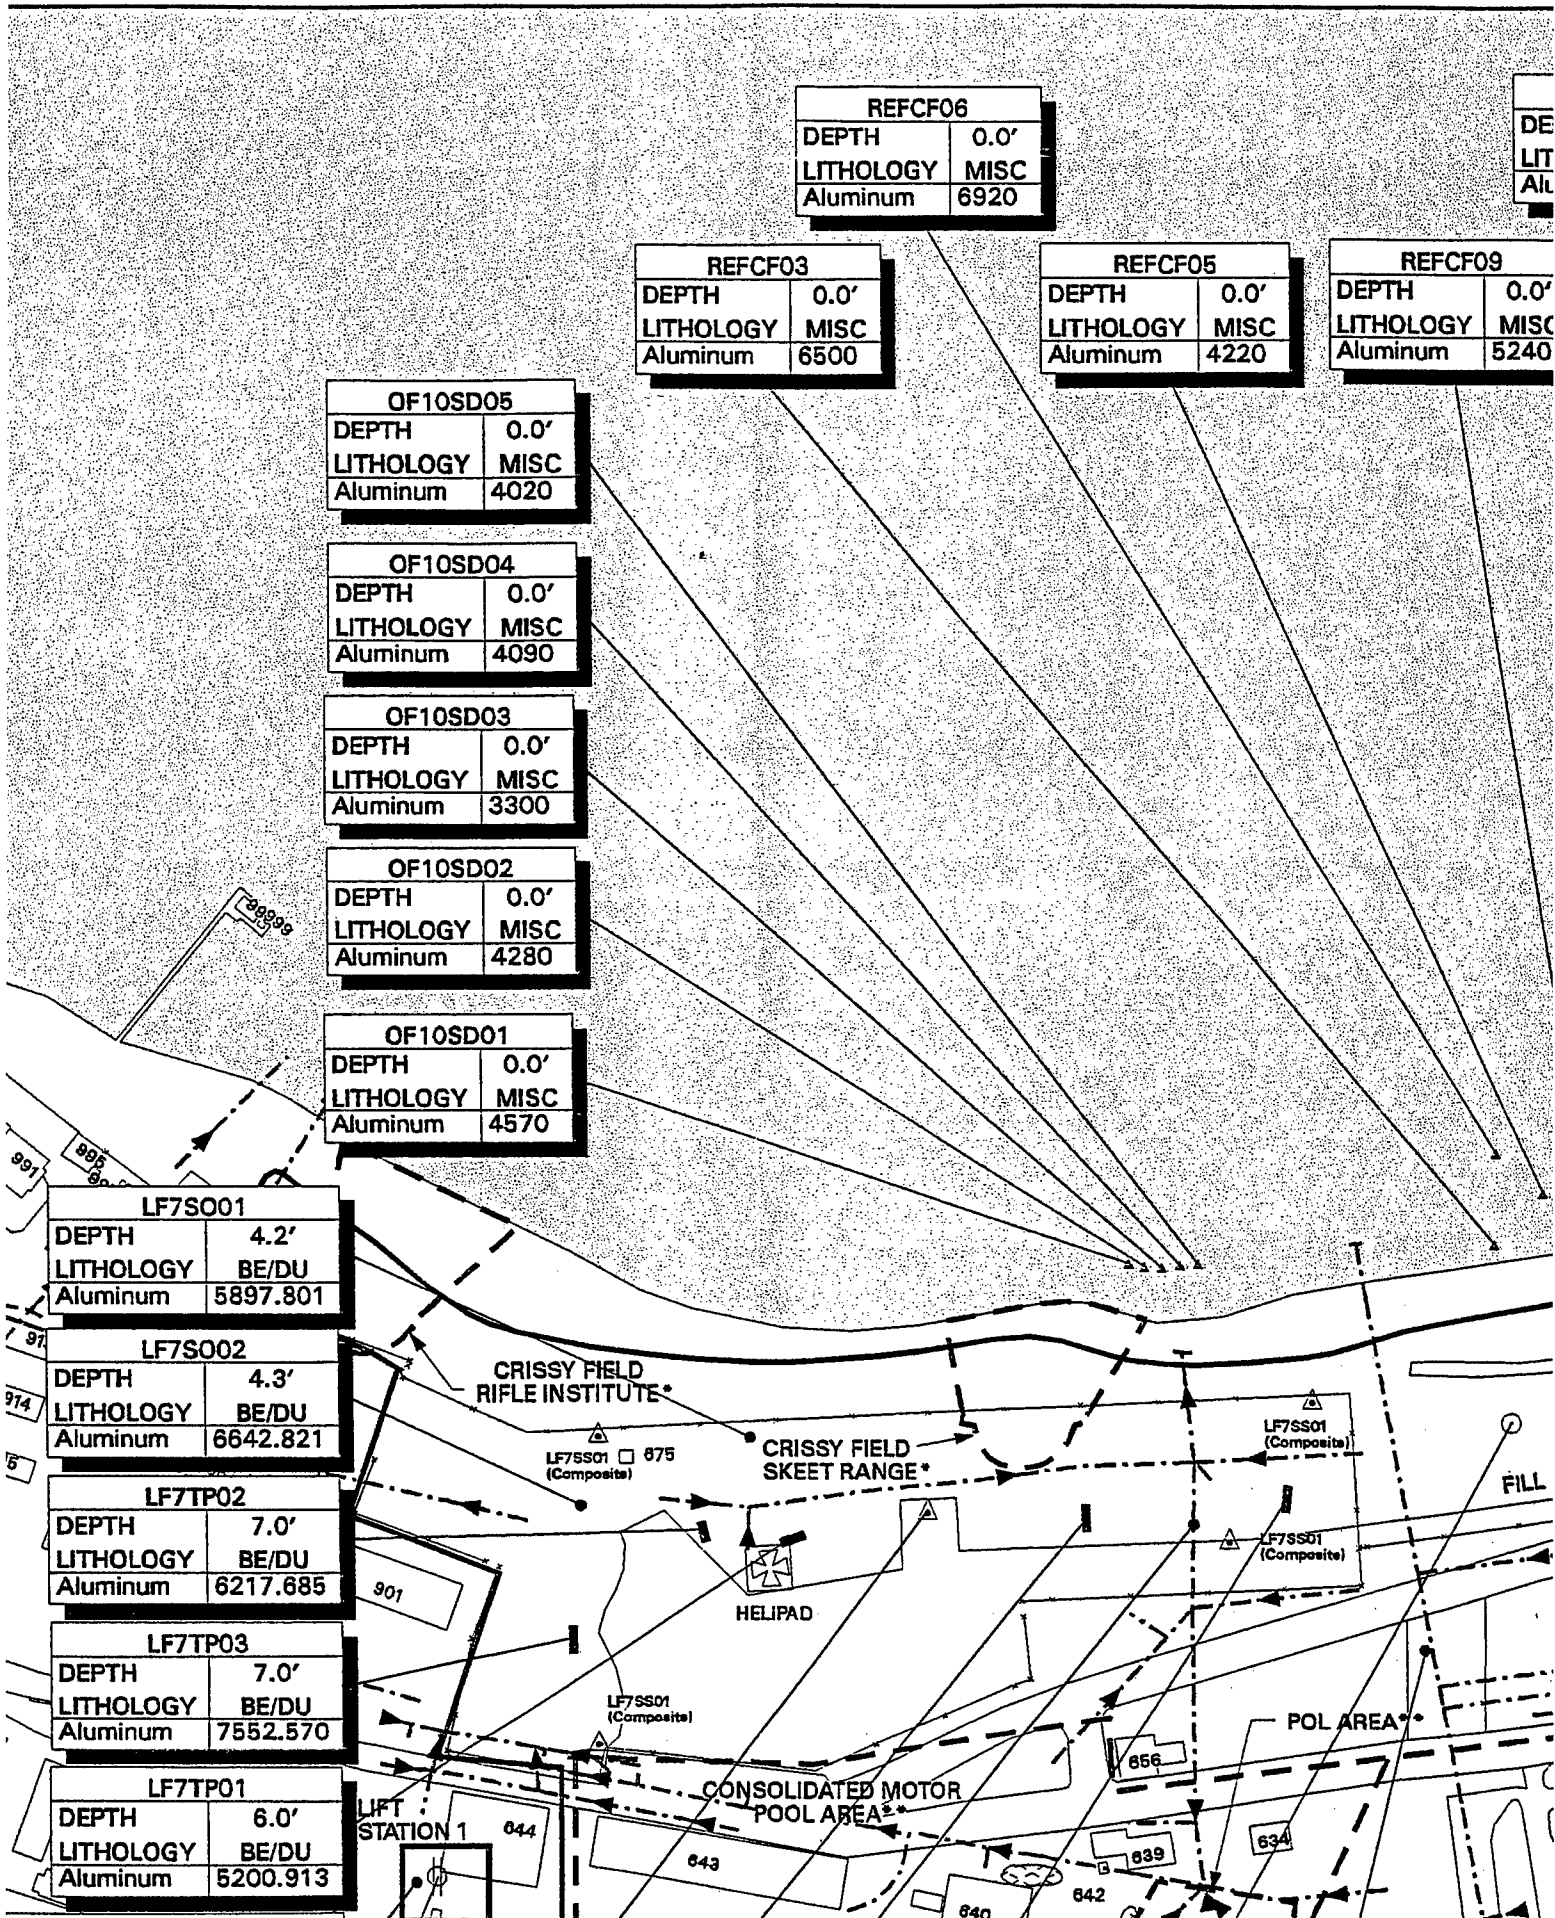 REFCF06
DEPTH 0.0′
LITHOLOGY MISC
Aluminum 6920
DE
LIT
Alu
REFCF03
DEPTH 0.0′
LITHOLOGY MISC
Aluminum 6500
REFCF05
DEPTH 0.0′
LITHOLOGY MISC
Aluminum 4220
REFCF09
DEPTH 0.0′
LITHOLOGY MISC
Aluminum 5240
OF10SD05
DEPTH 0.0′
LITHOLOGY MISC
Aluminum 4020
OF10SD04
DEPTH 0.0′
LITHOLOGY MISC
Aluminum 4090
OF10SD03
DEPTH 0.0′
LITHOLOGY MISC
Aluminum 3300
OF10SD02
DEPTH 0.0′
LITHOLOGY MISC
Aluminum 4280
99999
OF10SD01
DEPTH 0.0′
LITHOLOGY MISC
Aluminum 4570
991
995
LF7SO01
DEPTH 4.2′
LITHOLOGY BE/DU
Aluminum 5897.801
LF7SO02
DEPTH 4.3′
LITHOLOGY BE/DU
Aluminum 6642.821
914
CRISSY FIELD
RIFLE INSTITUTE*
LF7SS01
(Composite)
675
CRISSY FIELD
SKEET RANGE*
LF7SS01
(Composite)
FILL
LF7TP02
DEPTH 7.0′
LITHOLOGY BE/DU
Aluminum 6217.685
901
HELIPAD
LF7SS01
(Composite)
LF7TP03
DEPTH 7.0′
LITHOLOGY BE/DU
Aluminum 7552.570
LF7SS01
(Composite)
POL AREA**
656
LF7TP01
DEPTH 6.0′
LITHOLOGY BE/DU
Aluminum 5200.913
LIFT
STATION 1
CONSOLIDATED MOTOR
POOL AREA**
644
643
639
634
642
640